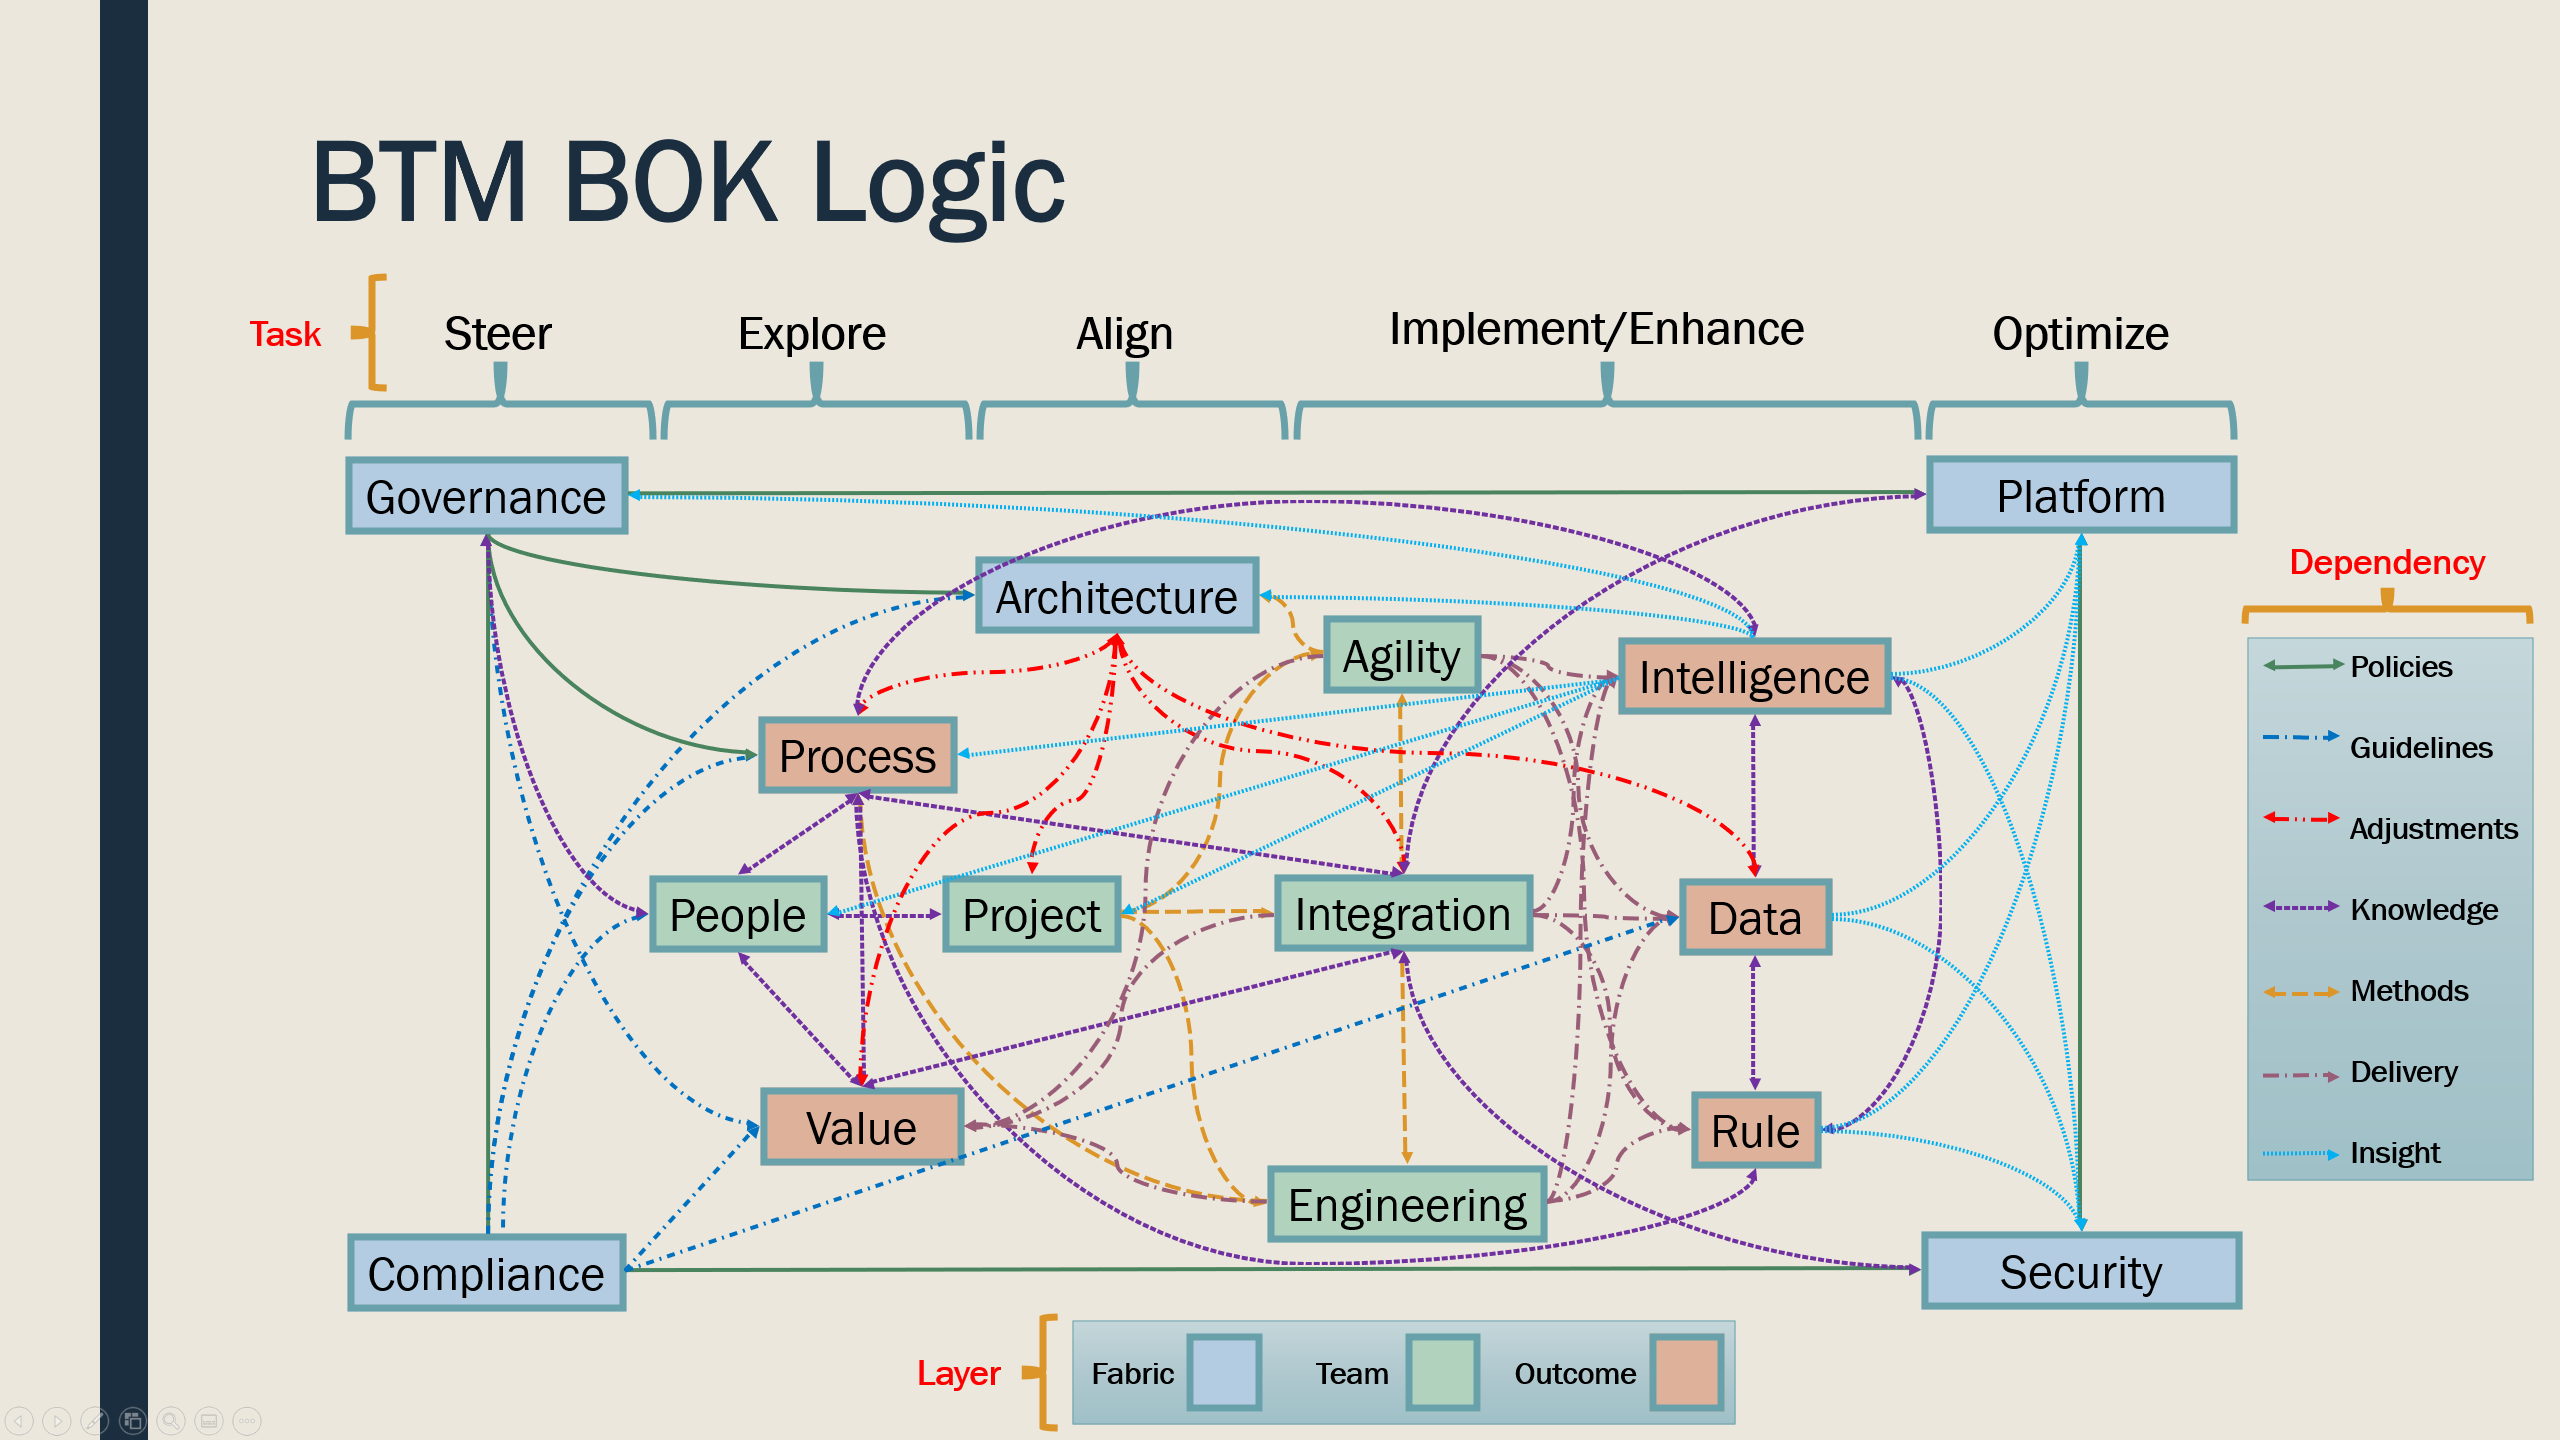 BTM BOK Logic
Task
Steer
Explore
Align
Implement/Enhance
Optimize
Governance
Platform
Dependency
Architecture
Agility
Intelligence
Process
People
Project
Integration
Data
Value
Rule
Engineering
Compliance
Security
Policies
Guidelines
Adjustments
Knowledge
Methods
Delivery
Insight
Layer
Fabric
Team
Outcome